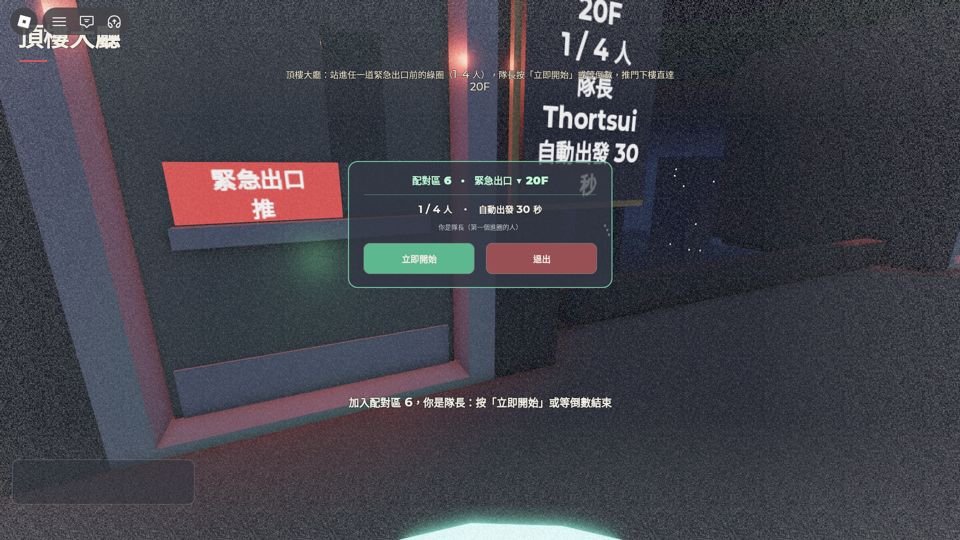 頂樓大廳
頂樓大廳：站進任一道緊急出口前的綠圈（1 4 人），隊長按「立即開始」或等倒數，推門下樓直達
20F
20F
1 / 4 人
隊長
Thortsui
自動出發 30
秒
緊急出口
推
配對區 6 • 緊急出口 ▼ 20F
1 / 4 人 • 自動出發 30 秒
你是隊長（第一個進圈的人）
立即開始
退出
加入配對區 6，你是隊長：按「立即開始」或等倒數結束